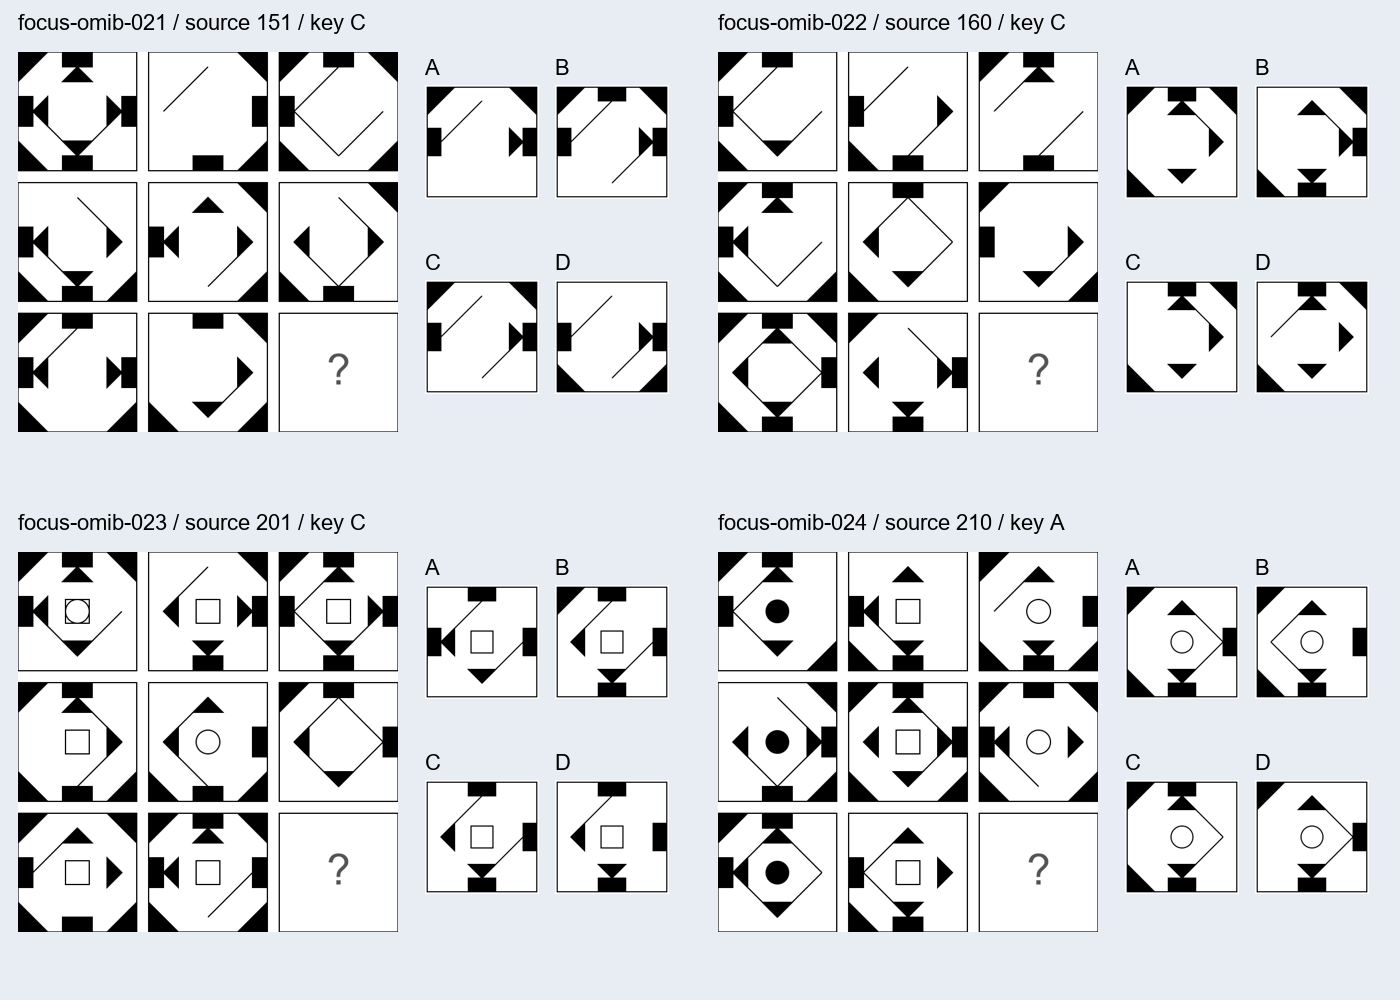 focus-omib-021 / source 151 / key C
A
B
C
D
?
focus-omib-022 / source 160 / key C
A
B
C
D
?
focus-omib-023 / source 201 / key C
A
B
C
D
?
focus-omib-024 / source 210 / key A
A
B
C
D
?